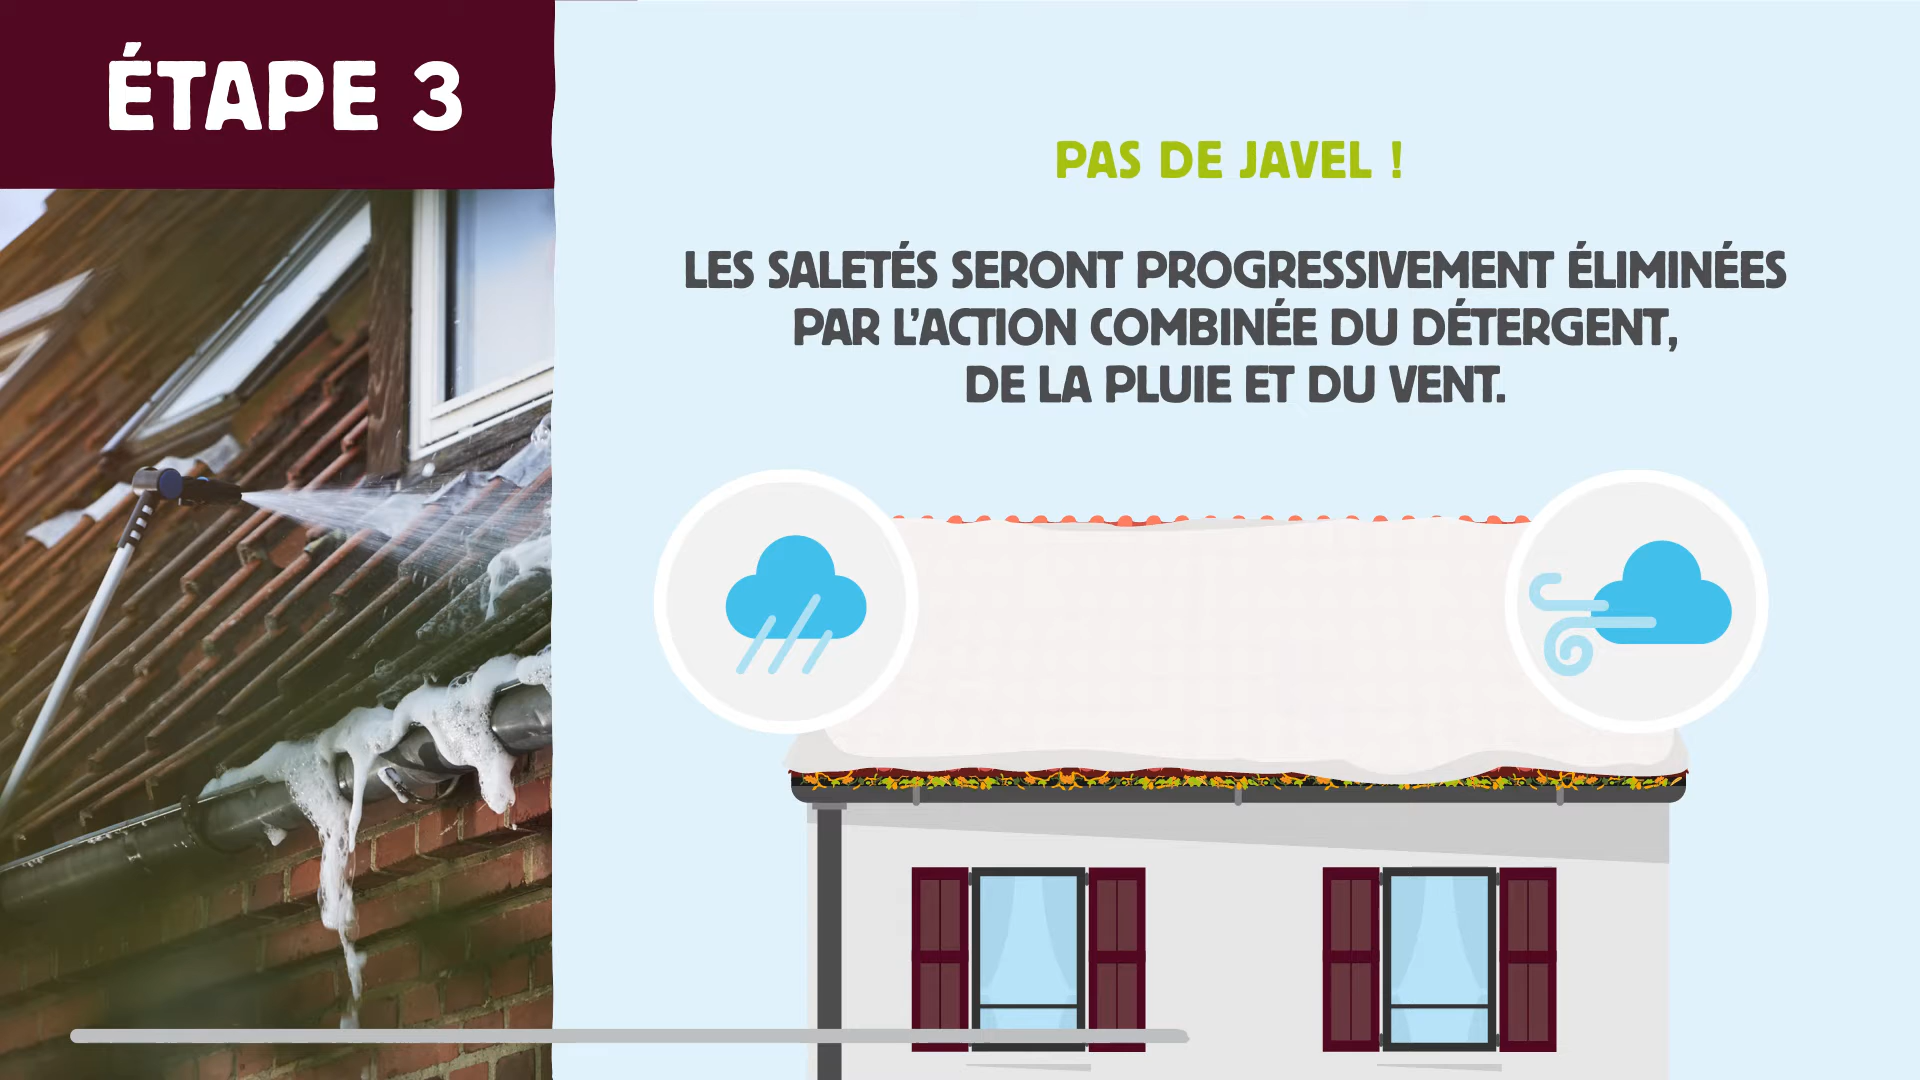 ÉTAPE 3
PAS DE JAVEL !
LES SALETÉS SERONT PROGRESSIVEMENT ÉLIMINÉES
PAR L'ACTION COMBINÉE DU DÉTERGENT,
DE LA PLUIE ET DU VENT.